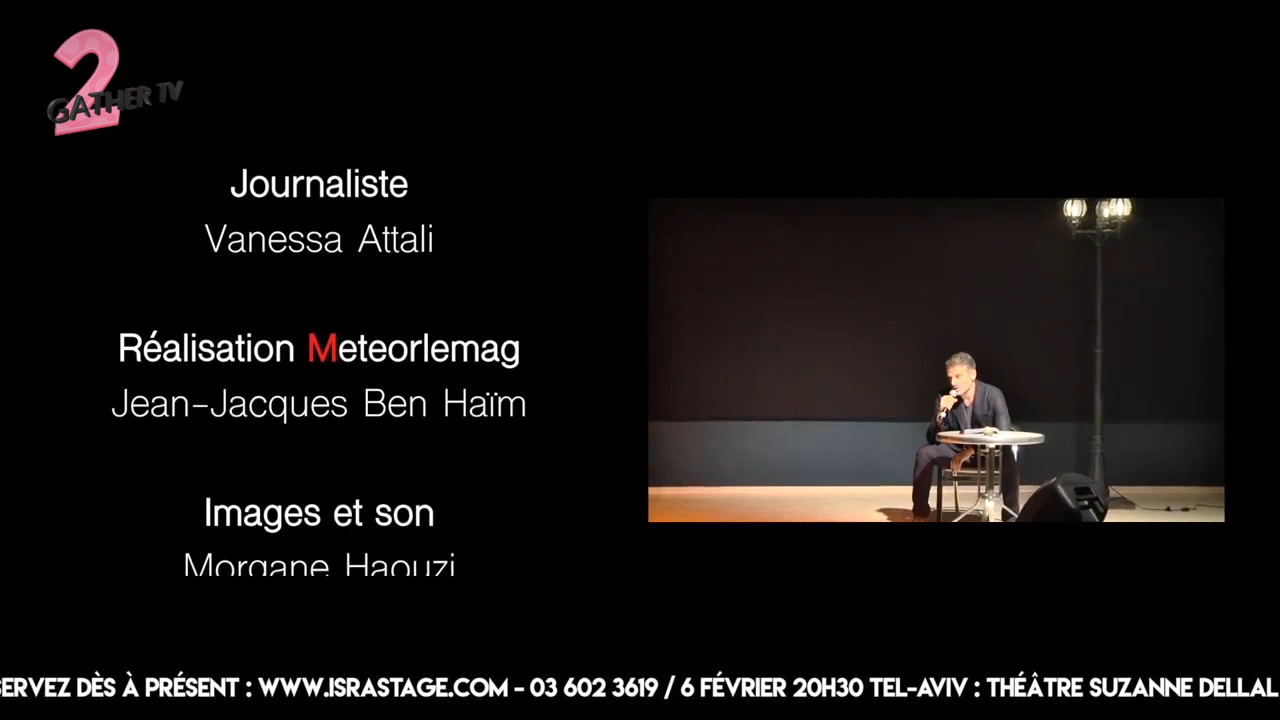 2
GATHER TV
Journaliste
Vanessa Attali
Réalisation Meteorlemag
Jean-Jacques Ben Haïm
Images et son
Morgane Haouzi
SERVEZ DÈS À PRÉSENT : WWW.ISRASTAGE.COM - 03 602 3619 / 6 FÉVRIER 20H30 TEL-AVIV : THÉÂTRE SUZANNE DELLAL